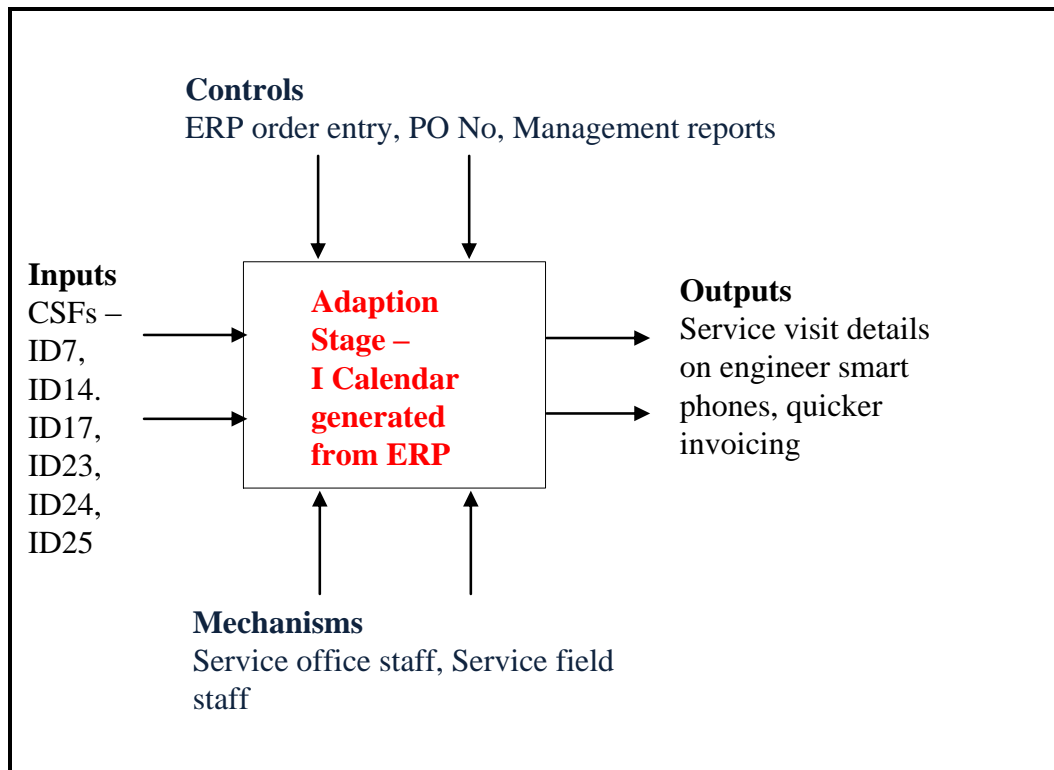 Controls
ERP order entry, PO No, Management reports
Inputs
CSFs –
ID7,
ID14.
ID17,
ID23,
ID24,
ID25
Adaption
Stage –
I Calendar
generated
from ERP
Outputs
Service visit details
on engineer smart
phones, quicker
invoicing
Mechanisms
Service office staff, Service field
staff